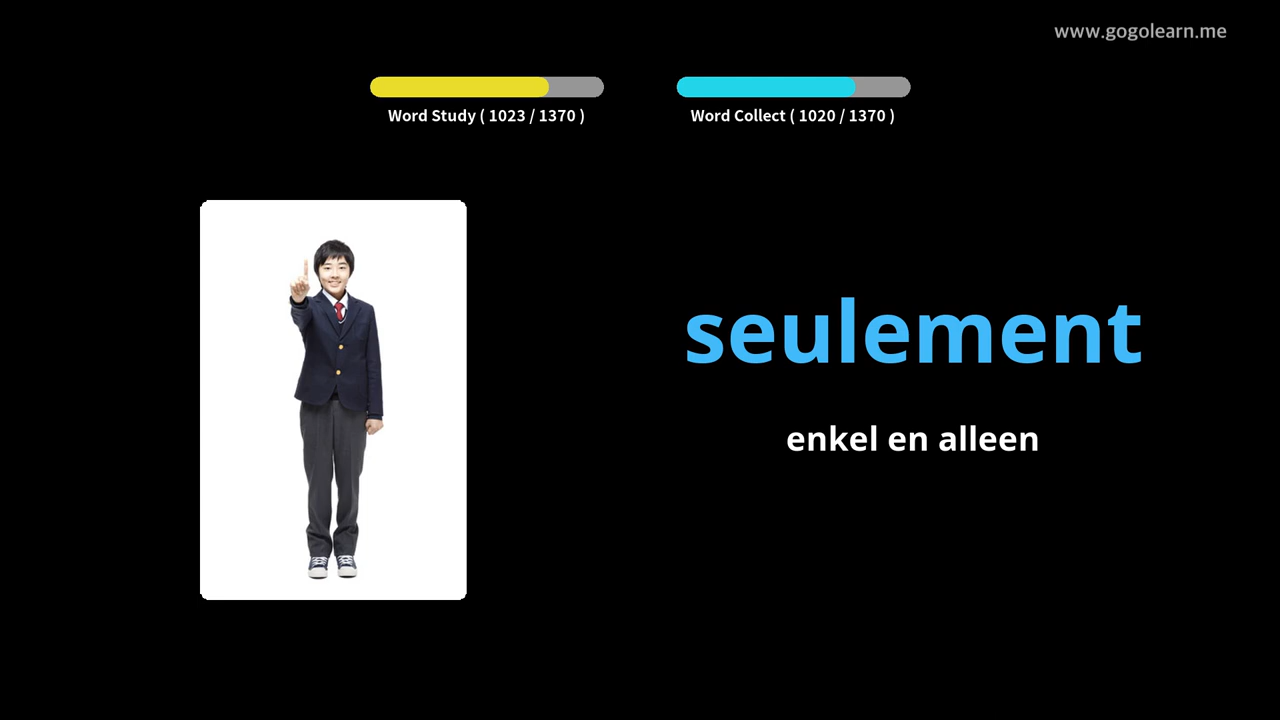 www.gogolearn.me
Word Study ( 1023 / 1370 )
Word Collect ( 1020 / 1370 )
seulement
enkel en alleen